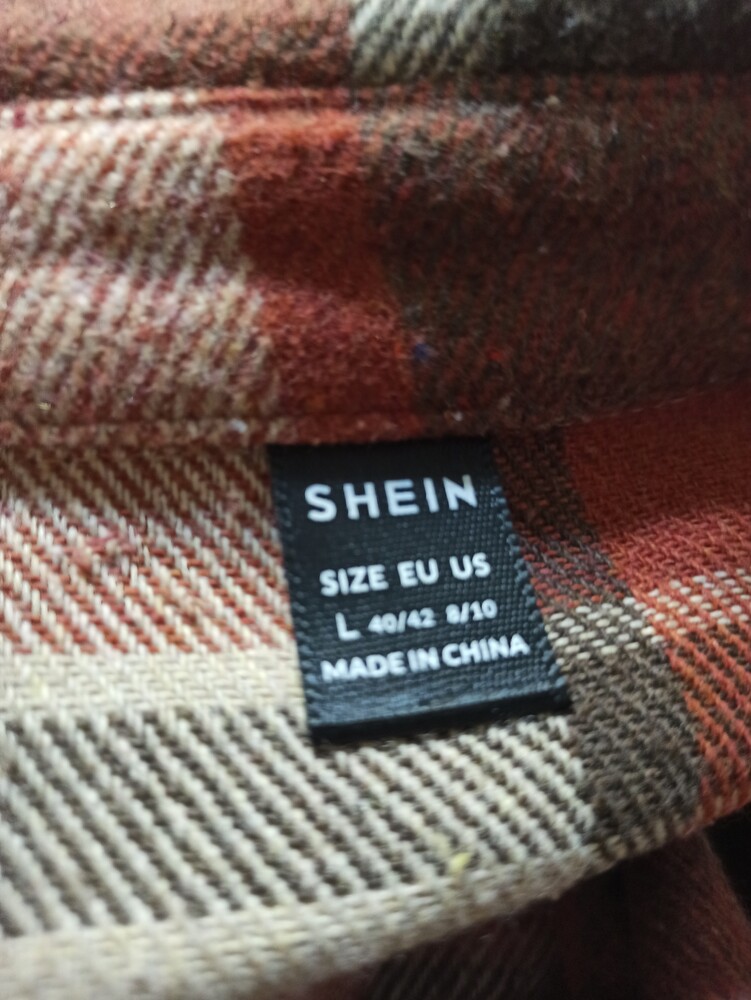 SHEIN
SIZE EU US
L 40/42 8/10
MADE IN CHINA